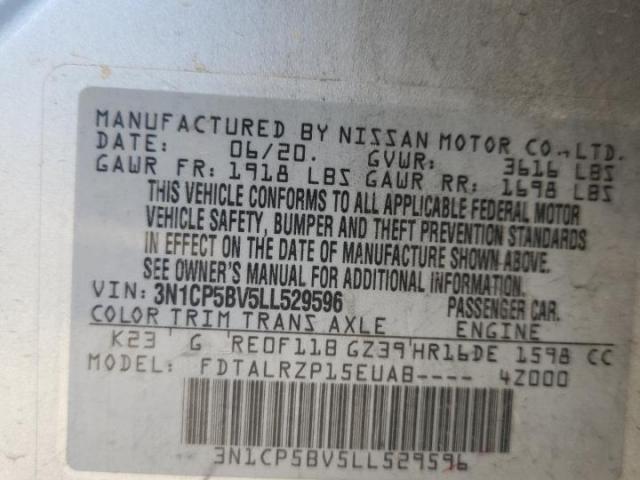 MANUFACTURED BY NISSAN MOTOR CO.,LTD.
DATE: 06/20. GVWR: 3616 LBS
GAWR FR: 1918 LBS GAWR RR: 1698 LBS
THIS VEHICLE CONFORMS TO ALL APPLICABLE FEDERAL MOTOR
VEHICLE SAFETY, BUMPER AND THEFT PREVENTION STANDARDS
IN EFFECT ON THE DATE OF MANUFACTURE SHOWN ABOVE.
SEE OWNER'S MANUAL FOR ADDITIONAL INFORMATION.
VIN: 3N1CP5BV5LL529596 PASSENGER CAR.
COLOR TRIM TRANS AXLE ENGINE
K23 G RE0F11B GZ39 HR16DE 1598 CC
MODEL: FDTALRZP15EUAB---- 4Z000
3N1CP5BV5LL529596